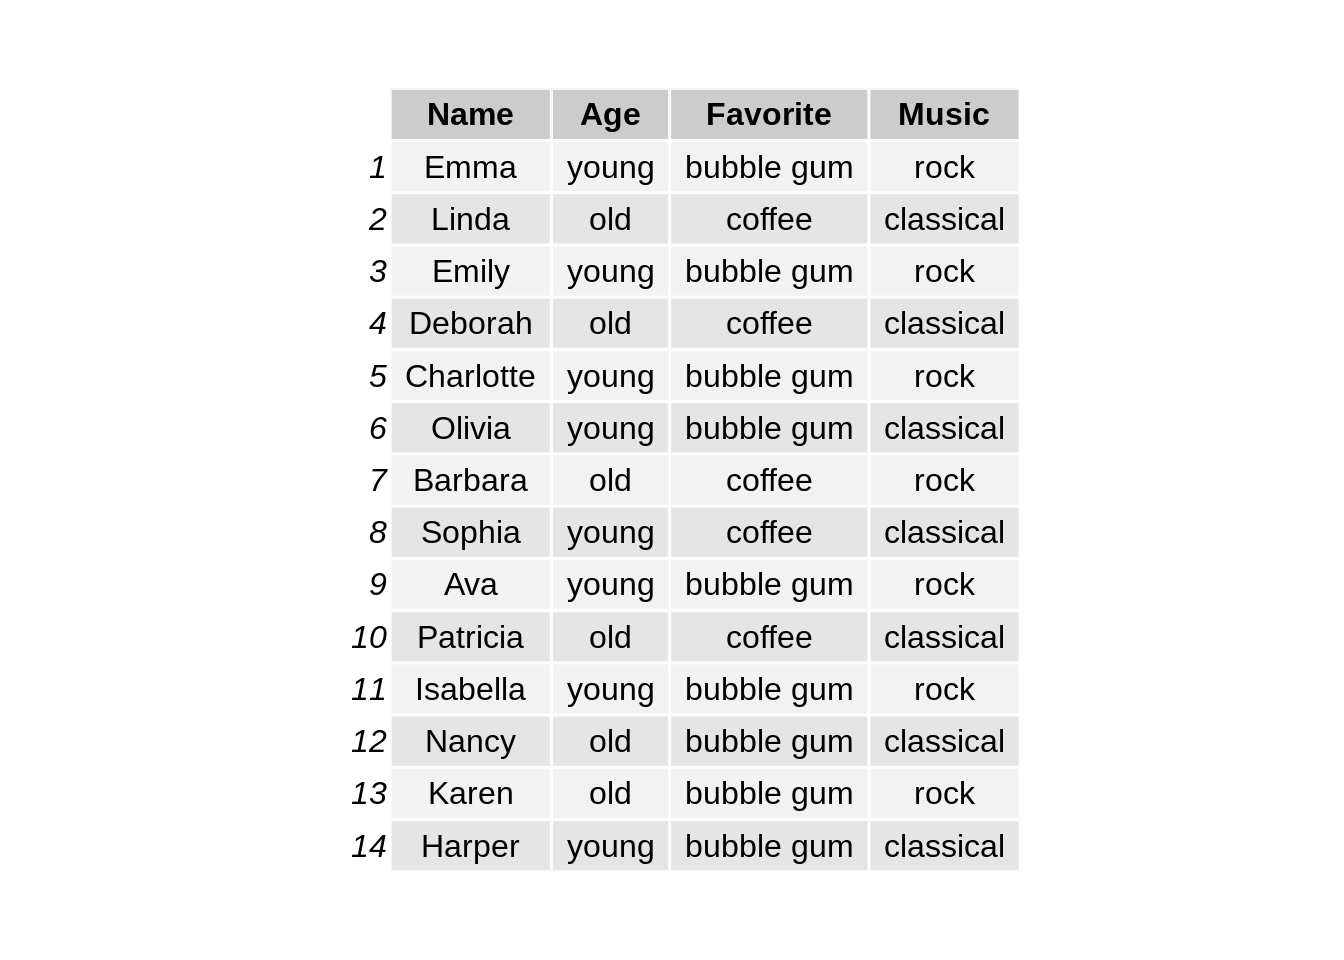 Name Age Favorite Music
1 Emma young bubble gum rock
2 Linda old coffee classical
3 Emily young bubble gum rock
4 Deborah old coffee classical
5 Charlotte young bubble gum rock
6 Olivia young bubble gum classical
7 Barbara old coffee rock
8 Sophia young coffee classical
9 Ava young bubble gum rock
10 Patricia old coffee classical
11 Isabella young bubble gum rock
12 Nancy old bubble gum classical
13 Karen old bubble gum rock
14 Harper young bubble gum classical